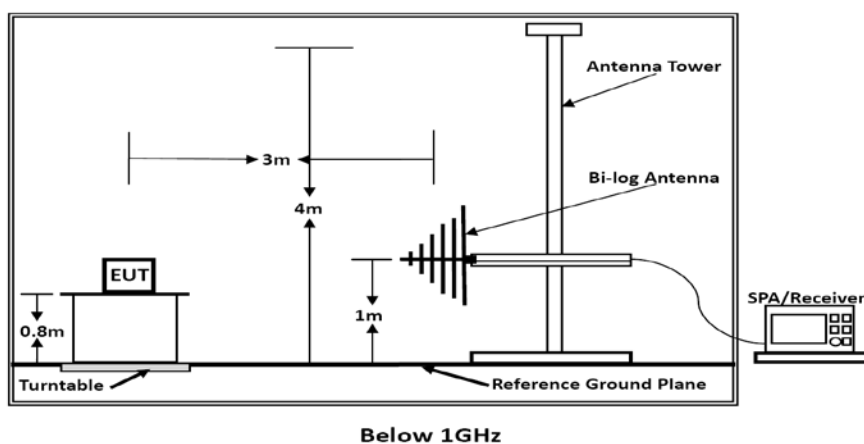 Antenna Tower
3m
Bi-log Antenna
4m
EUT
SPA/Receiver
0.8m
1m
Turntable
Reference Ground Plane
Below 1GHz